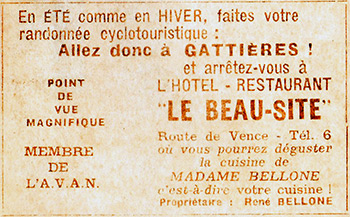 En ÉTÉ comme en HIVER, faites votre
randonnée cyclotouristique :
Allez donc à GATTIÈRES !
et arrêtez-vous à
L'HOTEL - RESTAURANT
"LE BEAU-SITE"
Route de Vence - Tél. 6
où vous pourrez déguster
la cuisine de
MADAME BELLONE
c'est-à-dire votre cuisine !
Propriétaire : René BELLONE
POINT
DE
VUE
MAGNIFIQUE
MEMBRE
DE
L'A.V.A.N.